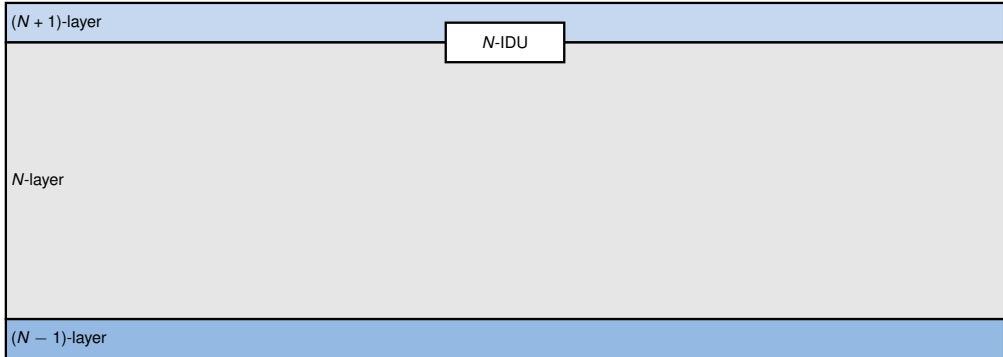 (N + 1)-layer
N-IDU
N-layer
(N − 1)-layer